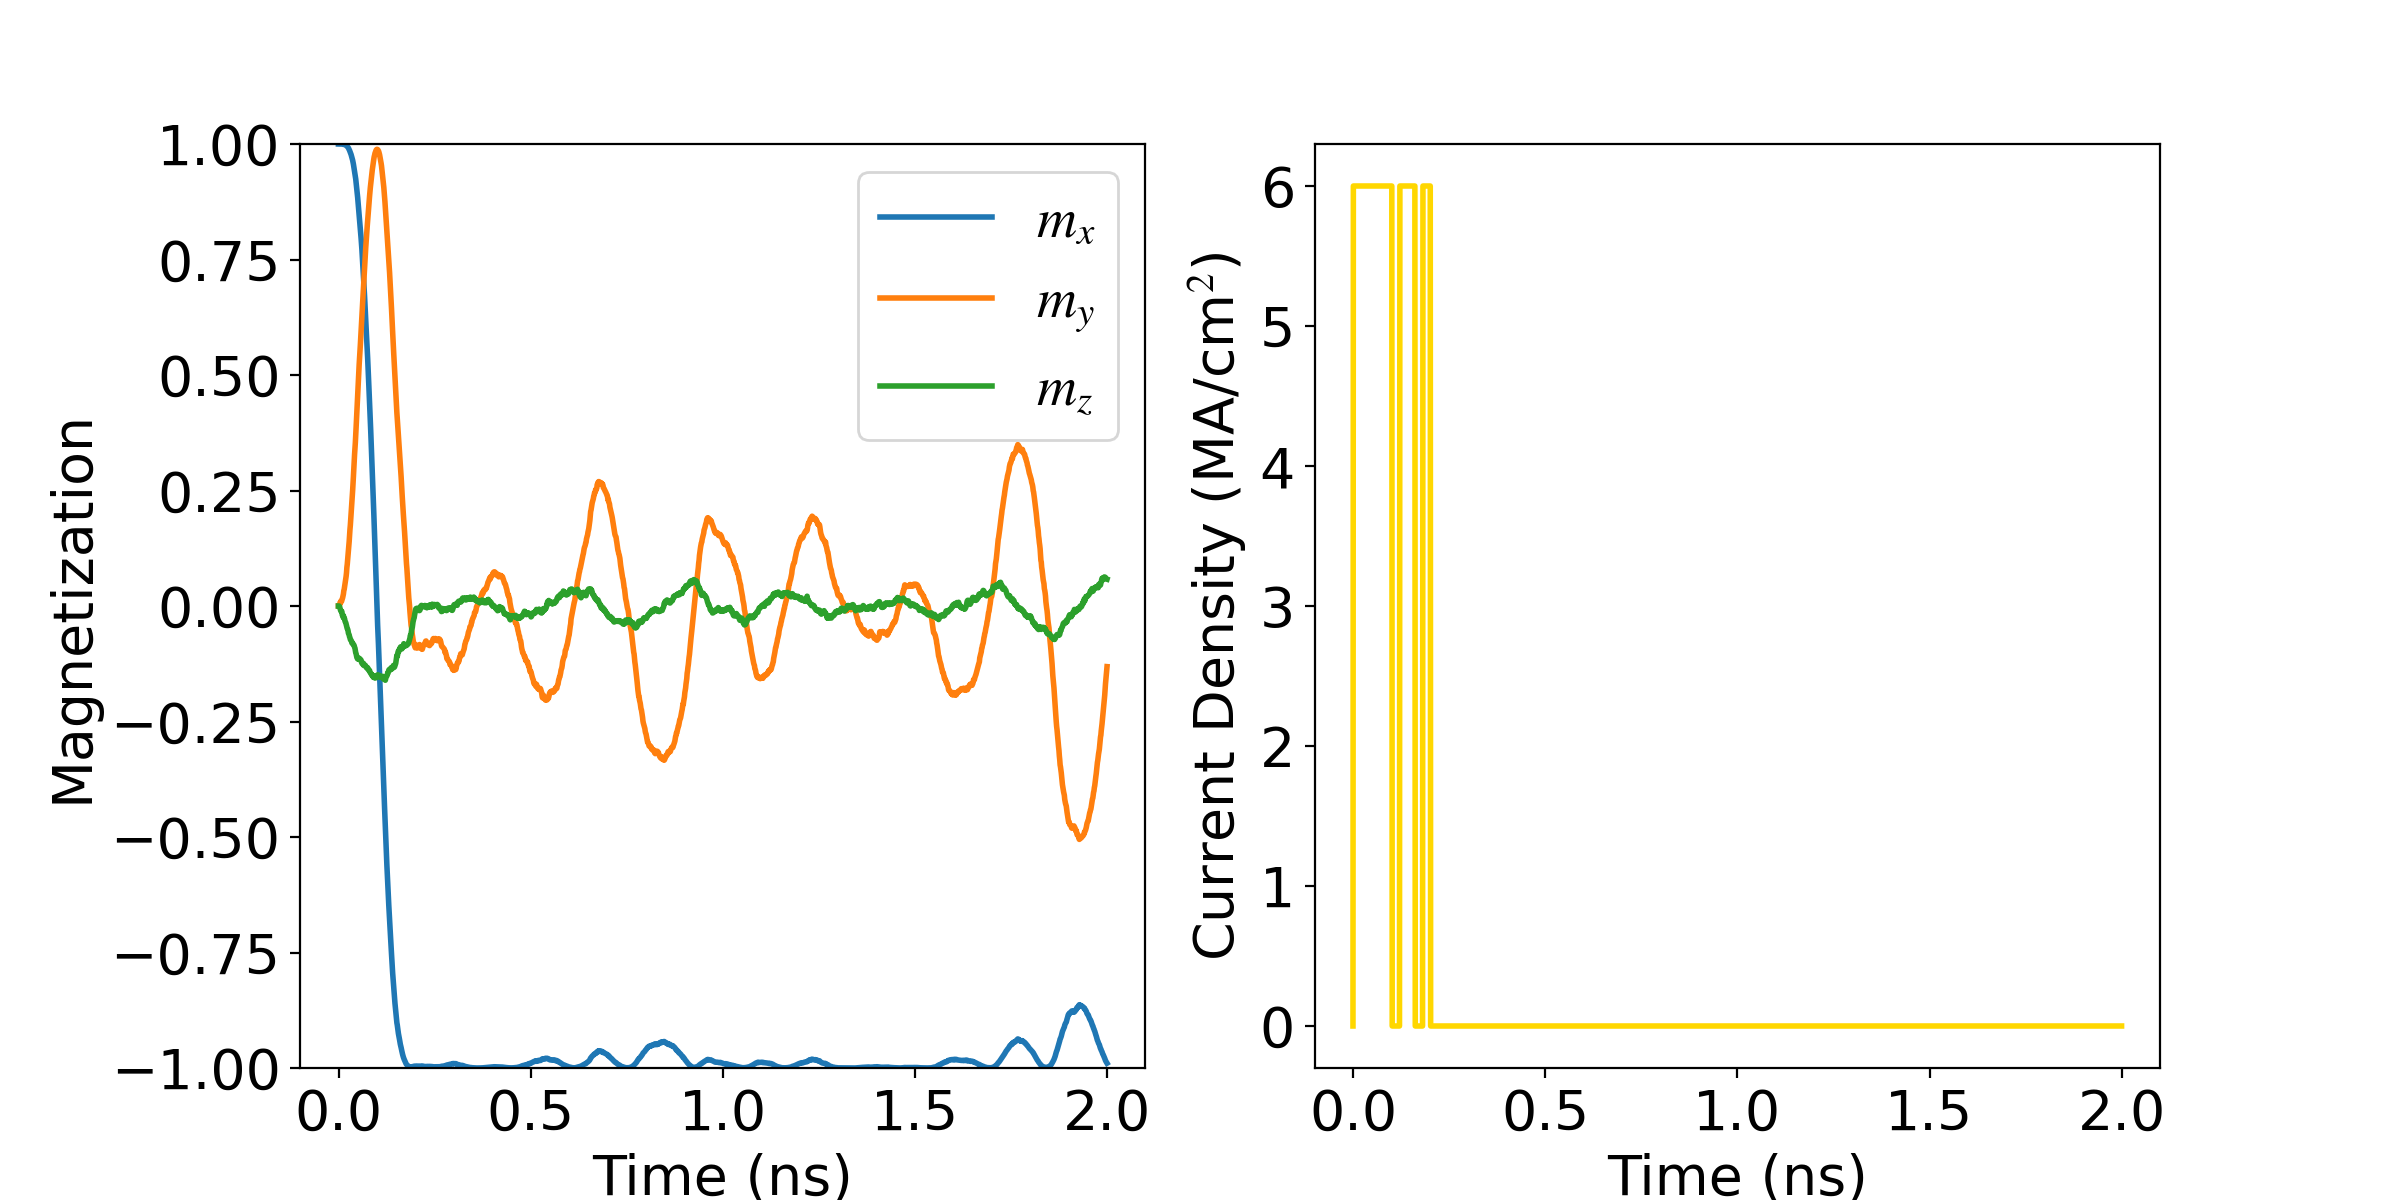 1.00
0.75
0.50
0.25
0.00
−0.25
−0.50
−0.75
−1.00
Magnetization
0.0 0.5 1.0 1.5 2.0
Time (ns)
m_x
m_y
m_z
6
5
4
3
2
1
0
Current Density (MA/cm²)
0.0 0.5 1.0 1.5 2.0
Time (ns)